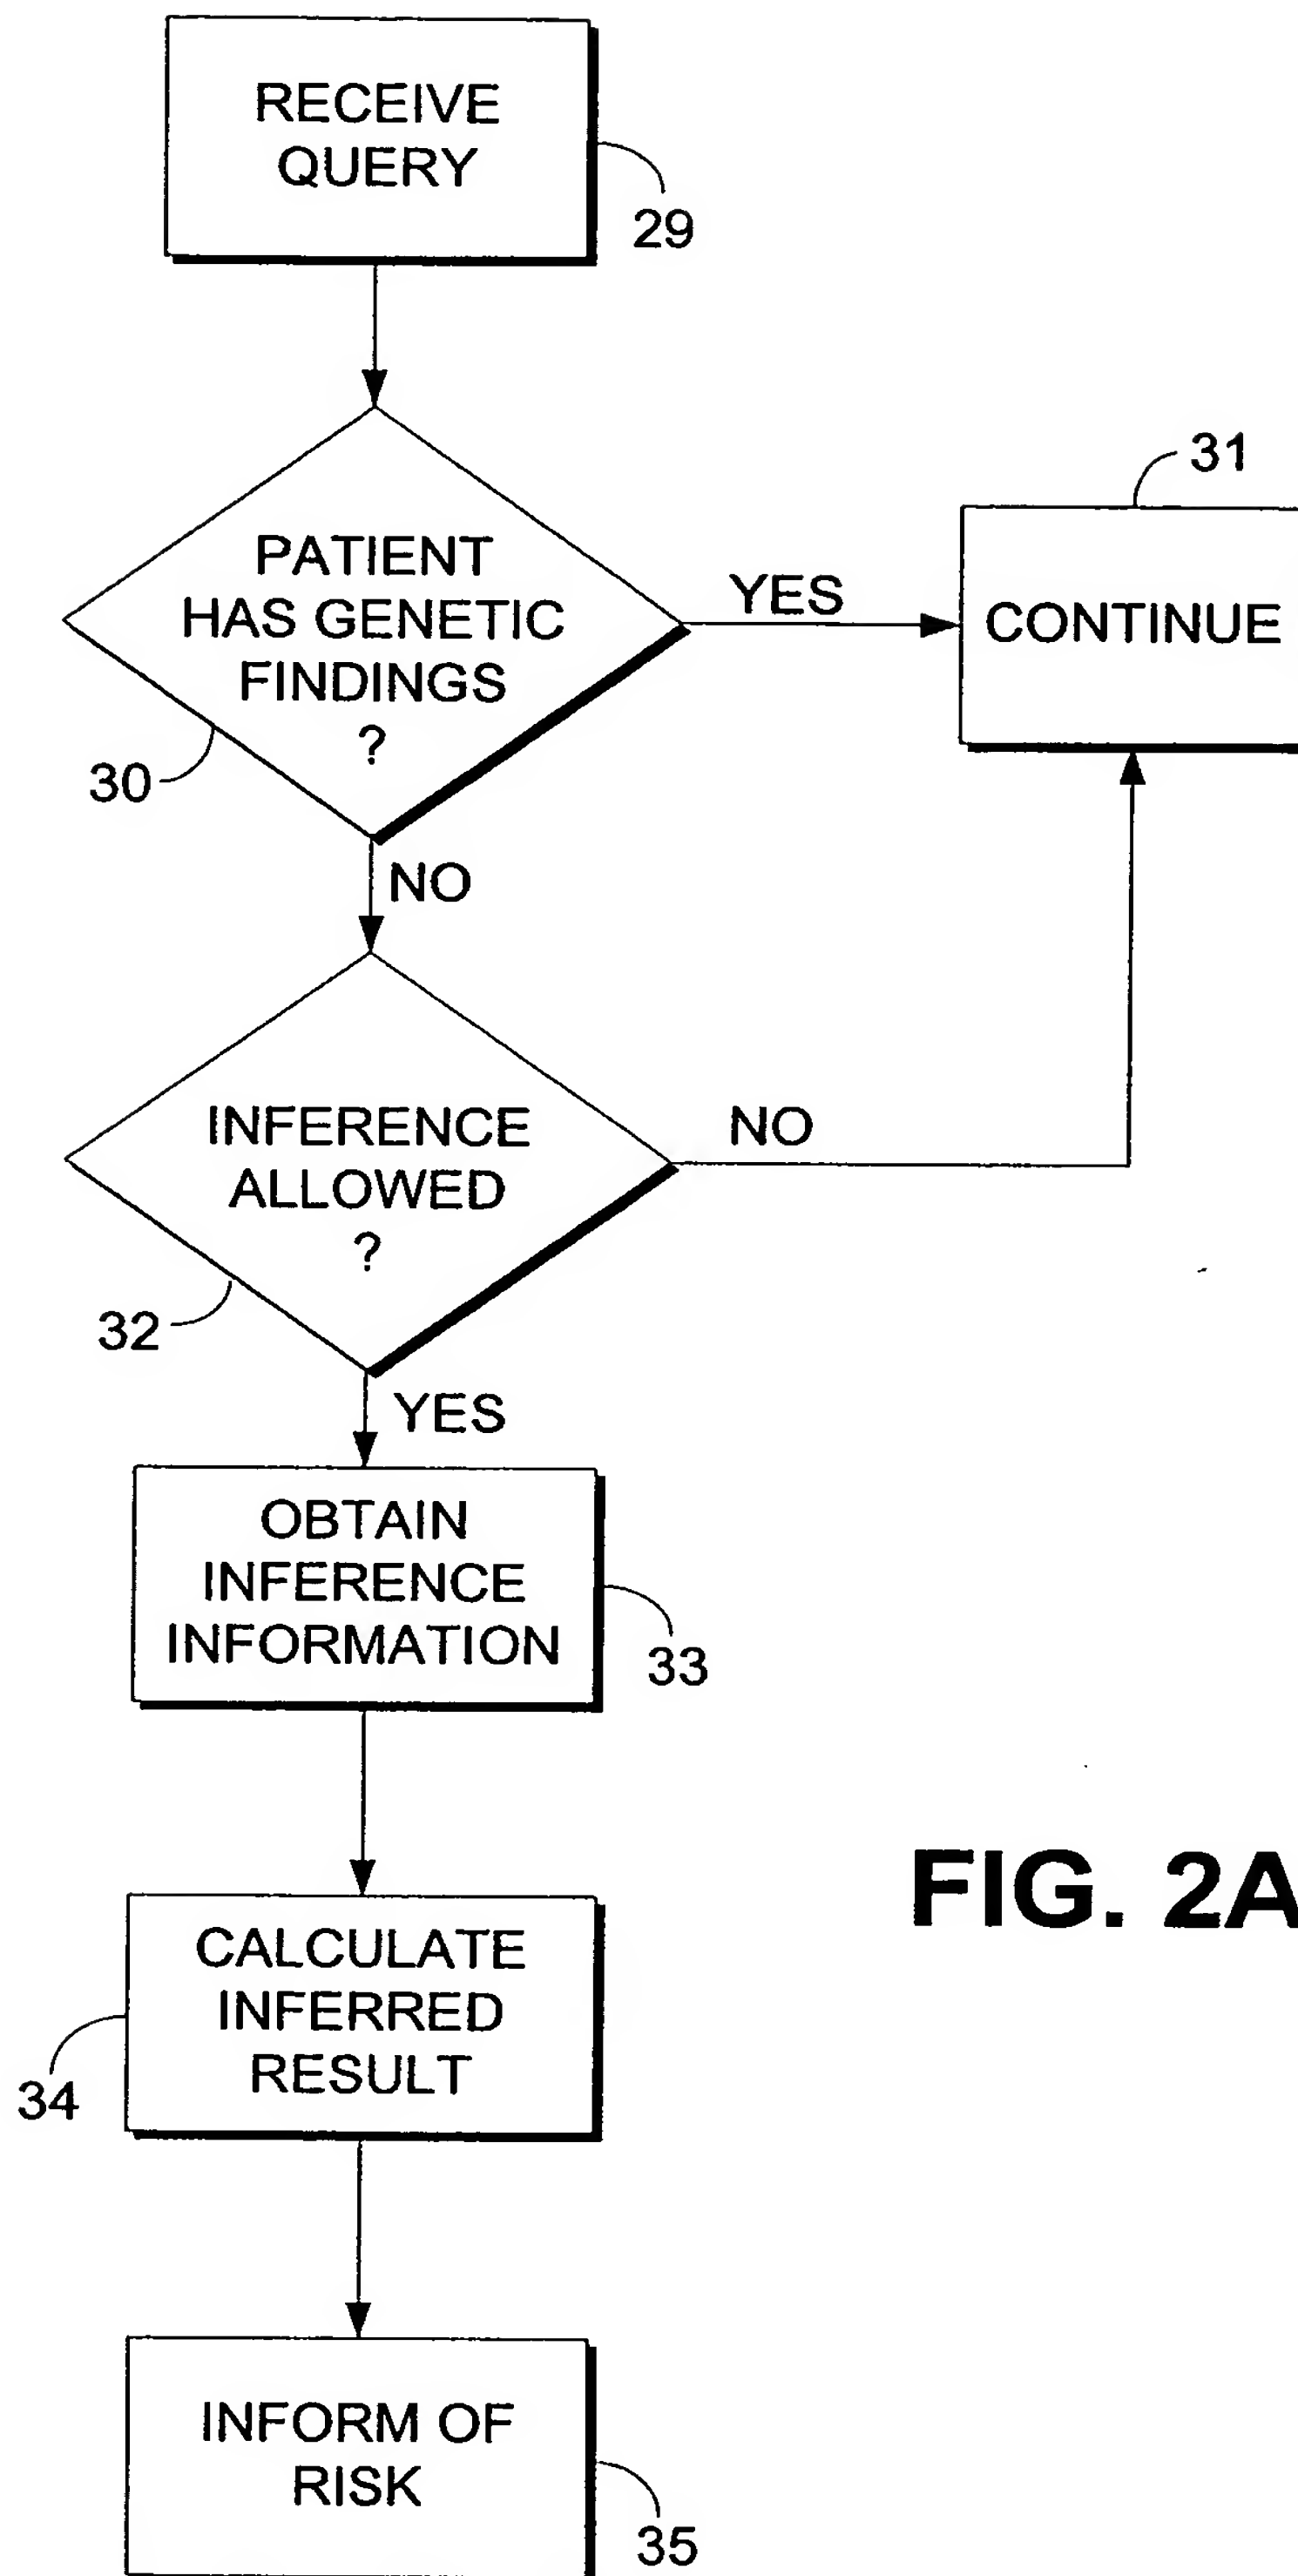 RECEIVE
QUERY
29
31
PATIENT
HAS GENETIC
FINDINGS
?
YES
CONTINUE
30
NO
INFERENCE
ALLOWED
?
NO
32
YES
OBTAIN
INFERENCE
INFORMATION
33
FIG. 2A
CALCULATE
INFERRED
RESULT
34
INFORM OF
RISK
35